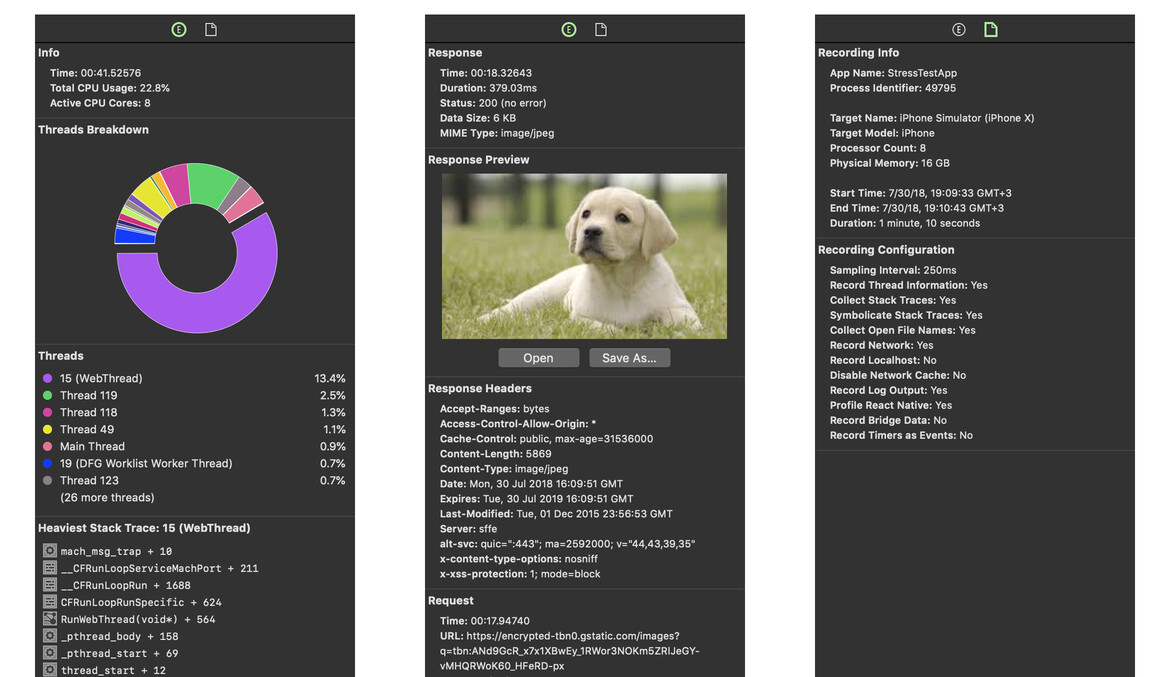 E
Info
Time: 00:41.52576
Total CPU Usage: 22.8%
Active CPU Cores: 8
Threads Breakdown
Threads
15 (WebThread) 13.4%
Thread 119 2.5%
Thread 118 1.3%
Thread 49 1.1%
Main Thread 0.9%
19 (DFG Worklist Worker Thread) 0.7%
Thread 123 0.7%
(26 more threads)
Heaviest Stack Trace: 15 (WebThread)
mach_msg_trap + 10
__CFRunLoopServiceMachPort + 211
__CFRunLoopRun + 1688
CFRunLoopRunSpecific + 624
RunWebThread(void*) + 564
_pthread_body + 158
_pthread_start + 69
thread_start + 12
E
Response
Time: 00:18.32643
Duration: 379.03ms
Status: 200 (no error)
Data Size: 6 KB
MIME Type: image/jpeg
Response Preview
Open Save As...
Response Headers
Accept-Ranges: bytes
Access-Control-Allow-Origin: *
Cache-Control: public, max-age=31536000
Content-Length: 5869
Content-Type: image/jpeg
Date: Mon, 30 Jul 2018 16:09:51 GMT
Expires: Tue, 30 Jul 2019 16:09:51 GMT
Last-Modified: Tue, 01 Dec 2015 23:56:53 GMT
Server: sffe
alt-svc: quic=":443"; ma=2592000; v="44,43,39,35"
x-content-type-options: nosniff
x-xss-protection: 1; mode=block
Request
Time: 00:17.94740
URL: https://encrypted-tbn0.gstatic.com/images?
q=tbn:ANd9GcR_x7x1XBwEy_1RWor3NOKm5ZRlJeGY-
vMHQRWoK60_HFeRD-px
E
Recording Info
App Name: StressTestApp
Process Identifier: 49795
Target Name: iPhone Simulator (iPhone X)
Target Model: iPhone
Processor Count: 8
Physical Memory: 16 GB
Start Time: 7/30/18, 19:09:33 GMT+3
End Time: 7/30/18, 19:10:43 GMT+3
Duration: 1 minute, 10 seconds
Recording Configuration
Sampling Interval: 250ms
Record Thread Information: Yes
Collect Stack Traces: Yes
Symbolicate Stack Traces: Yes
Collect Open File Names: Yes
Record Network: Yes
Record Localhost: No
Disable Network Cache: No
Record Log Output: Yes
Profile React Native: Yes
Record Bridge Data: No
Record Timers as Events: No